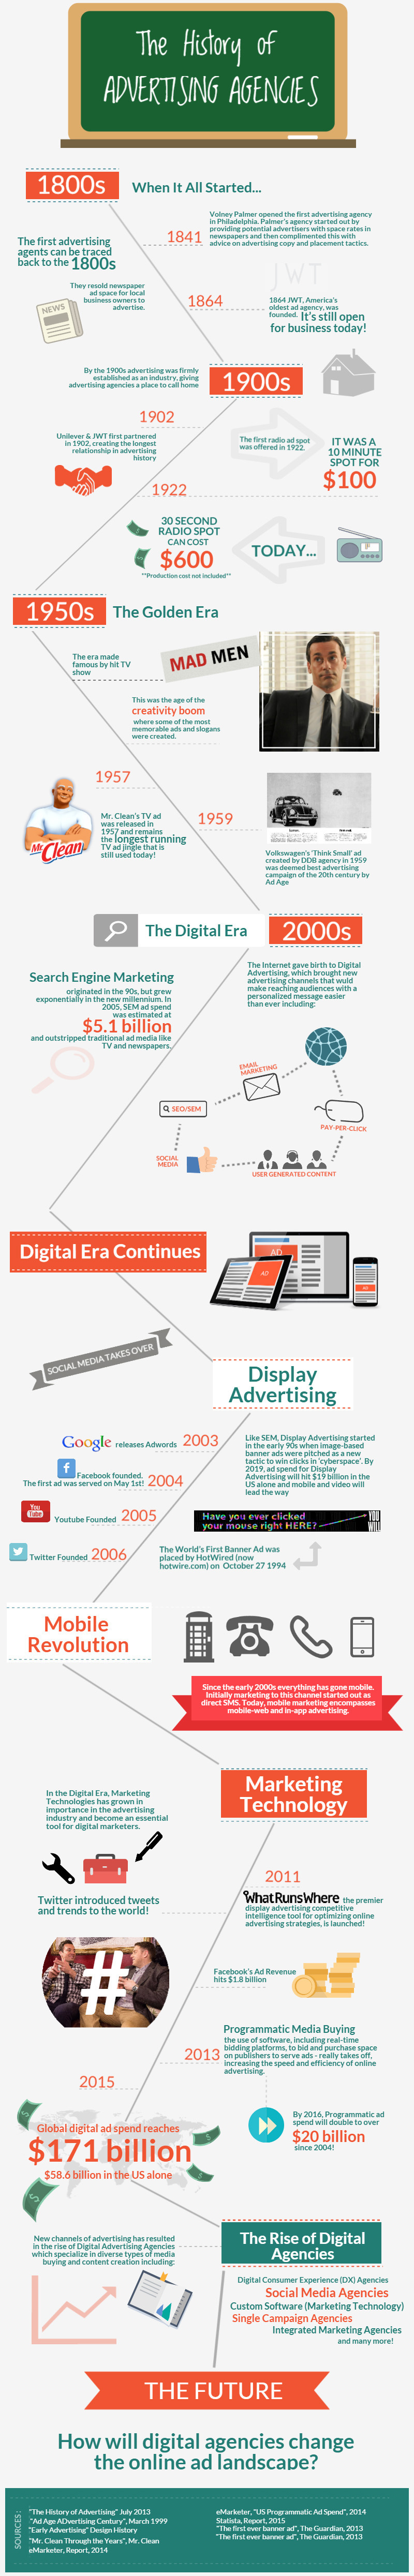 The History of
ADVERTISING AGENCIES
1800s
When It All Started...
The first advertising
agents can be traced
back to the 1800s
1841
Volney Palmer opened the first advertising agency
in Philadelphia. Palmer's agency started out by
providing potential advertisers with space rates in
newspapers and then complimented this with
advice on advertising copy and placement tactics.
NEWS
They resold newspaper
ad space for local
business owners to
advertise.
1864
JWT
1864 JWT, America's
oldest agency, was
founded. It's still open
for business today!
By the 1900s advertising was firmly
established as an industry, giving
advertising agencies a place to call home
1900s
1902
Unilever & JWT first partnered
in 1902, creating the longest
relationship in advertising
history
The first radio ad spot
was offered in 1922.
IT WAS A
10 MINUTE
SPOT FOR
$100
1922
30 SECOND
RADIO SPOT
CAN COST
$600
**Production cost not included**
TODAY...
1950s
The Golden Era
The era made
famous by hit TV
show
MAD MEN
This was the age of the
creativity boom
where some of the most
memorable ads and slogans
were created.
1957
Mr. Clean
Mr. Clean's TV ad
was released in
1957 and remains
the longest running
TV ad jingle that is
still used today!
1959
Volkswagen's 'Think Small' ad
created by DDB agency in 1959
was deemed best advertising
campaign of the 20th century by
Ad Age
The Digital Era
2000s
Search Engine Marketing
originated in the 90s, but grew
exponentially in the new millennium. In
2005, SEM ad spend
was estimated at
$5.1 billion
and outstripped traditional ad media like
TV and newspapers.
The Internet gave birth to Digital
Advertising, which brought new
advertising channels that wuld
make reaching audiences with a
personalized message easier
than ever including:
EMAIL
MARKETING
SEO/SEM
PAY-PER-CLICK
SOCIAL
MEDIA
USER GENERATED CONTENT
Digital Era Continues
AD
AD
AD
SOCIAL MEDIA TAKES OVER
Display
Advertising
Google releases Adwords 2003
Facebook founded.
The first ad was served on May 1st! 2004
You
Tube
Youtube Founded 2005
Twitter Founded 2006
Like SEM, Display Advertising started
in the early 90s when image-based
banner ads were pitched as a new
tactic to win clicks in 'cyberspace'. By
2019, ad spend for Display
Advertising will hit $19 billion in the
US alone and mobile and video will
lead the way
Have you ever clicked
your mouse right HERE?
YOU
WILL
The World's First Banner Ad was
placed by HotWired (now
hotwire.com) on October 27 1994
Mobile
Revolution
Since the early 2000s everything has gone mobile.
Initially marketing to this channel started out as
direct SMS. Today, mobile marketing encompasses
mobile-web and in-app advertising.
Marketing
Technology
In the Digital Era, Marketing
Technologies has grown in
importance in the advertising
industry and become an essential
tool for digital marketers.
2011
WhatRunsWhere the premier
display advertising competitive
intelligence tool for optimizing online
advertising strategies, is launched!
Twitter introduced tweets
and trends to the world!
#
Facebook's Ad Revenue
hits $1.8 billion
Programmatic Media Buying
2013
the use of software, including real-time
bidding platforms, to bid and purchase space
on publishers to serve ads - really takes off,
increasing the speed and efficiency of online
advertising.
2015
Global digital ad spend reaches
$171 billion
$58.6 billion in the US alone
By 2016, Programmatic ad
spend will double to over
$20 billion
since 2004!
New channels of advertising has resulted
in the rise of Digital Advertising Agencies
which specialize in diverse types of media
buying and content creation including:
The Rise of Digital
Agencies
Digital Consumer Experience (DX) Agencies
Social Media Agencies
Custom Software (Marketing Technology)
Single Campaign Agencies
Integrated Marketing Agencies
and many more!
THE FUTURE
How will digital agencies change
the online ad landscape?
SOURCES:
"The History of Advertising" July 2013
"Ad Age ADvertising Century", March 1999
"Early Advertising" Design History
"Mr. Clean Through the Years", Mr. Clean
eMarketer, Report, 2014
eMarketer, "US Programmatic Ad Spend", 2014
Statista, Report, 2015
"The first ever banner ad", The Guardian, 2013
"The first ever banner ad", The Guardian, 2013